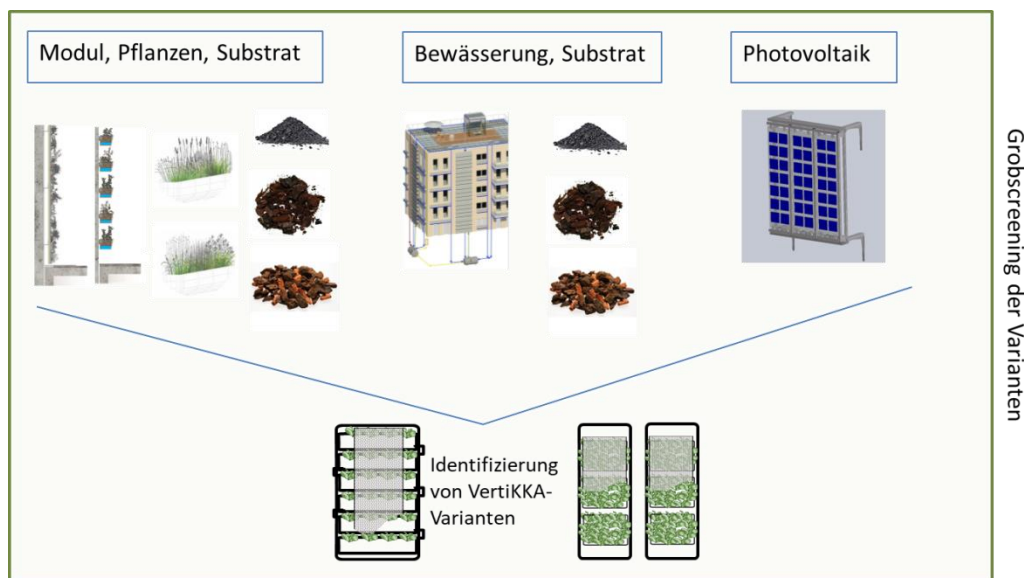 Modul, Pflanzen, Substrat
Bewässerung, Substrat
Photovoltaik
Grobscreening der Varianten
Identifizierung
von VertiKKA-
Varianten